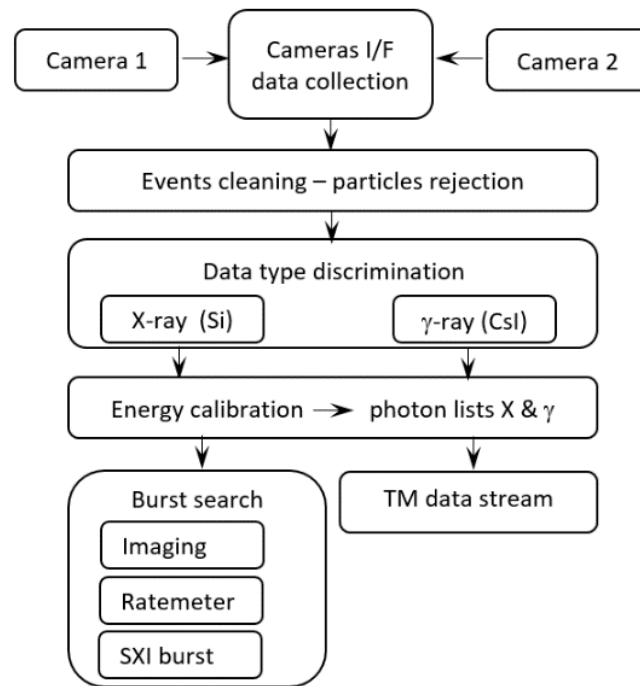 Camera 1
Cameras I/F
data collection
Camera 2
Events cleaning – particles rejection
Data type discrimination
X-ray (Si)
γ-ray (CsI)
Energy calibration → photon lists X & γ
Burst search
Imaging
Ratemeter
SXI burst
TM data stream